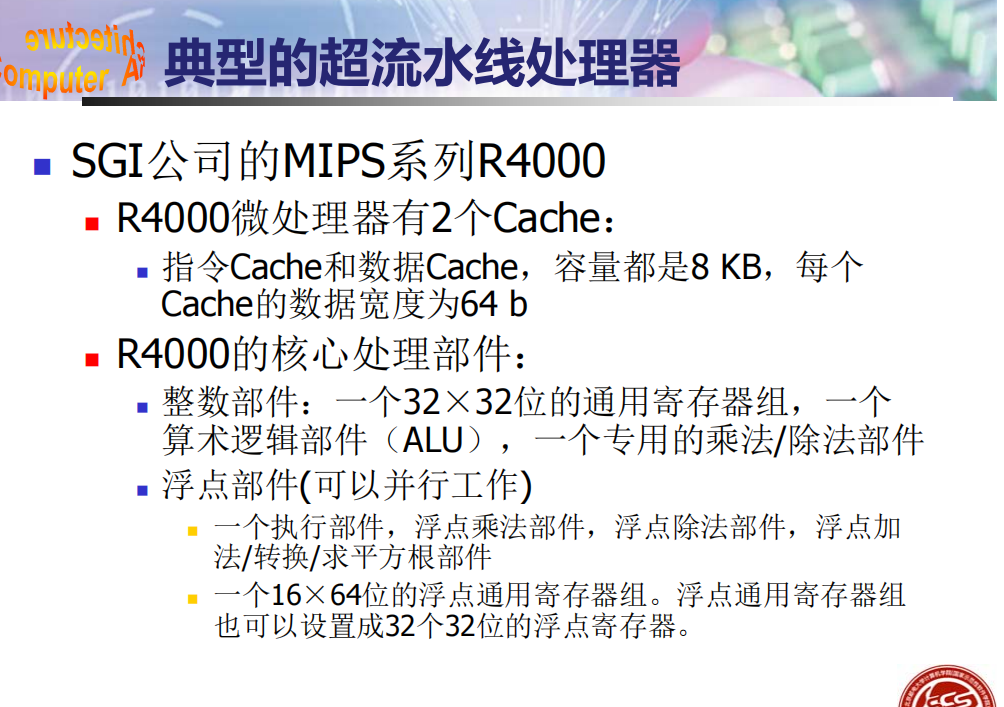 chitecture
Computer A
典型的超流水线处理器
SGI公司的MIPS系列R4000
R4000微处理器有2个Cache：
指令Cache和数据Cache，容量都是8 KB，每个
Cache的数据宽度为64 b
R4000的核心处理部件：
整数部件：一个32×32位的通用寄存器组，一个
算术逻辑部件（ALU），一个专用的乘法/除法部件
浮点部件(可以并行工作)
一个执行部件，浮点乘法部件，浮点除法部件，浮点加
法/转换/求平方根部件
一个16×64位的浮点通用寄存器组。浮点通用寄存器组
也可以设置成32个32位的浮点寄存器。